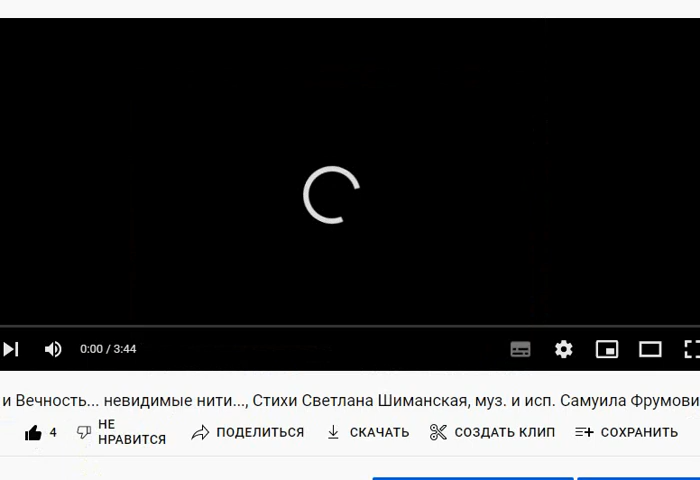 0:00 / 3:44
и Вечность... невидимые нити..., Стихи Светлана Шиманская, муз. и исп. Самуила Фрумови
4
НЕ НРАВИТСЯ
ПОДЕЛИТЬСЯ
СКАЧАТЬ
СОЗДАТЬ КЛИП
СОХРАНИТЬ